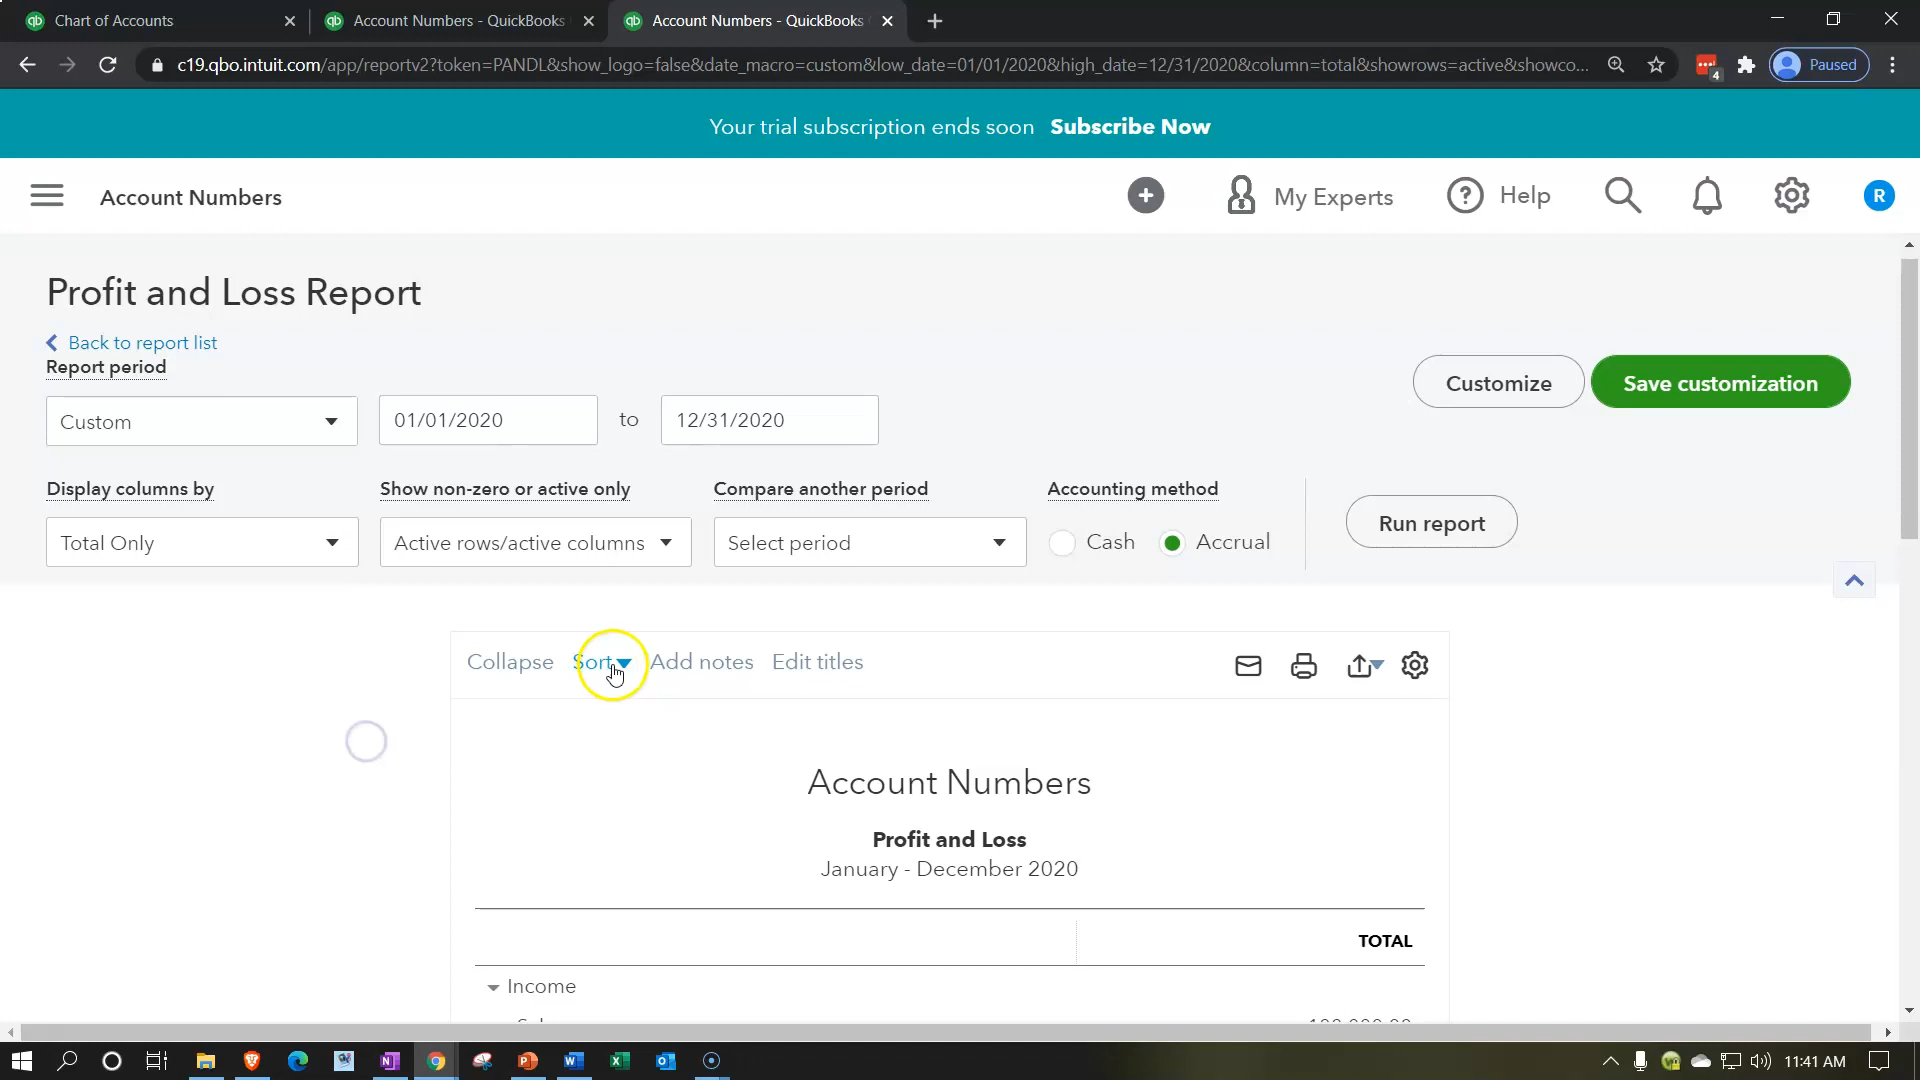 Chart of Accounts
Account Numbers - QuickBooks
Account Numbers - QuickBooks
c19.qbo.intuit.com/app/reportv2?token=PANDL&show_logo=false&date_macro=custom&low_date=01/01/2020&high_date=12/31/2020&column=total&showrows=active&showco...
4
Paused
Your trial subscription ends soon Subscribe Now
Account Numbers
My Experts
Help
R
Profit and Loss Report
Back to report list
Report period
Custom
01/01/2020
to
12/31/2020
Customize
Save customization
Display columns by
Show non-zero or active only
Compare another period
Accounting method
Total Only
Active rows/active columns
Select period
Cash
Accrual
Run report
Collapse
Sort
Add notes
Edit titles
Account Numbers
Profit and Loss
January - December 2020
TOTAL
Income
11:41 AM